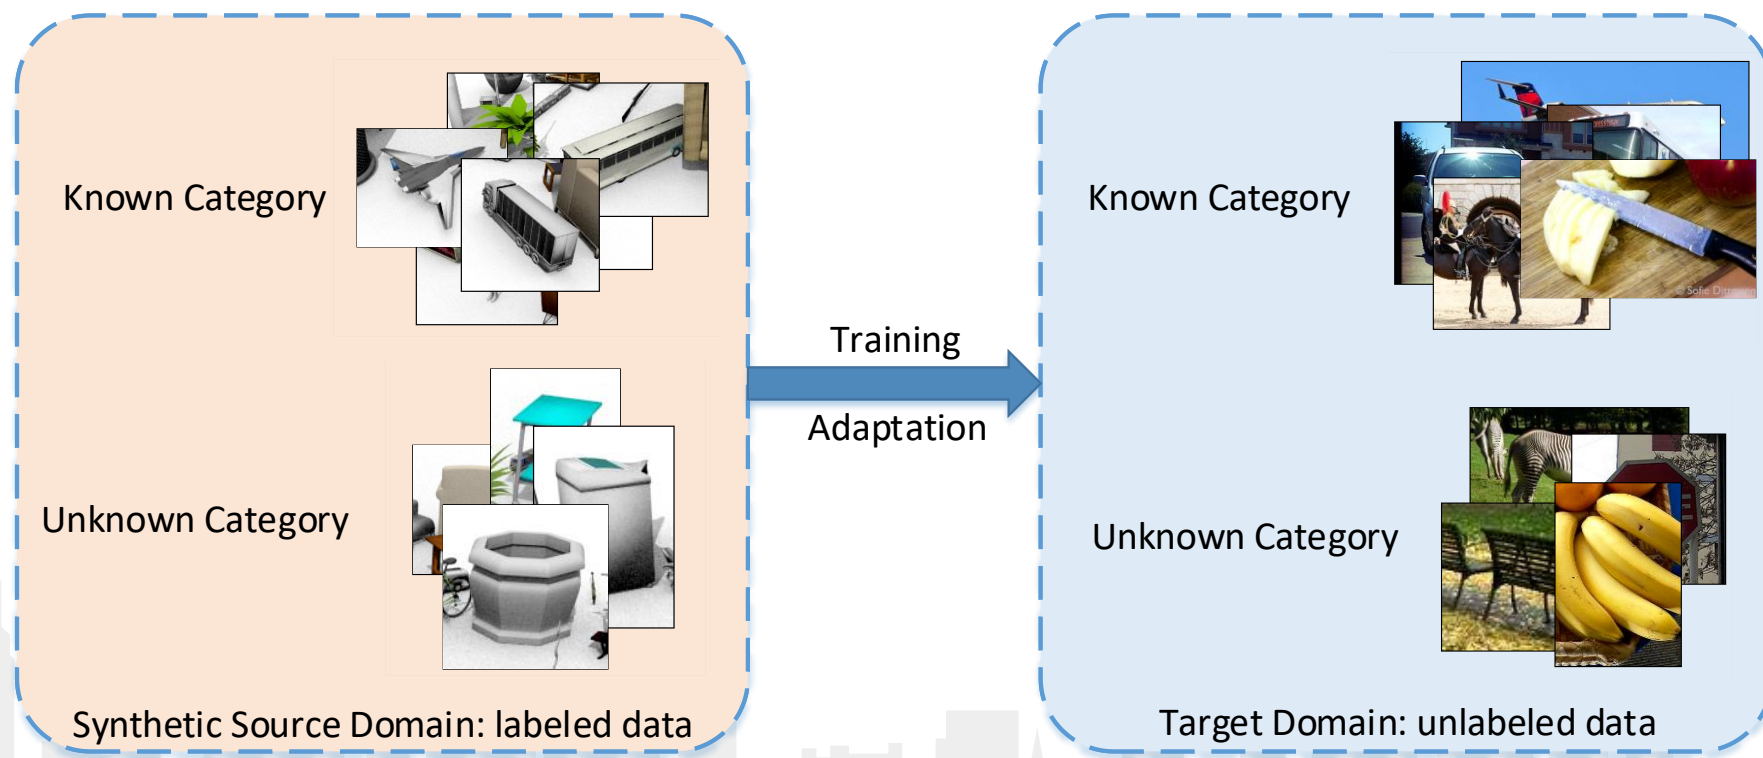 Known Category
Unknown Category
Synthetic Source Domain: labeled data
Training
Adaptation
Known Category
Unknown Category
Target Domain: unlabeled data